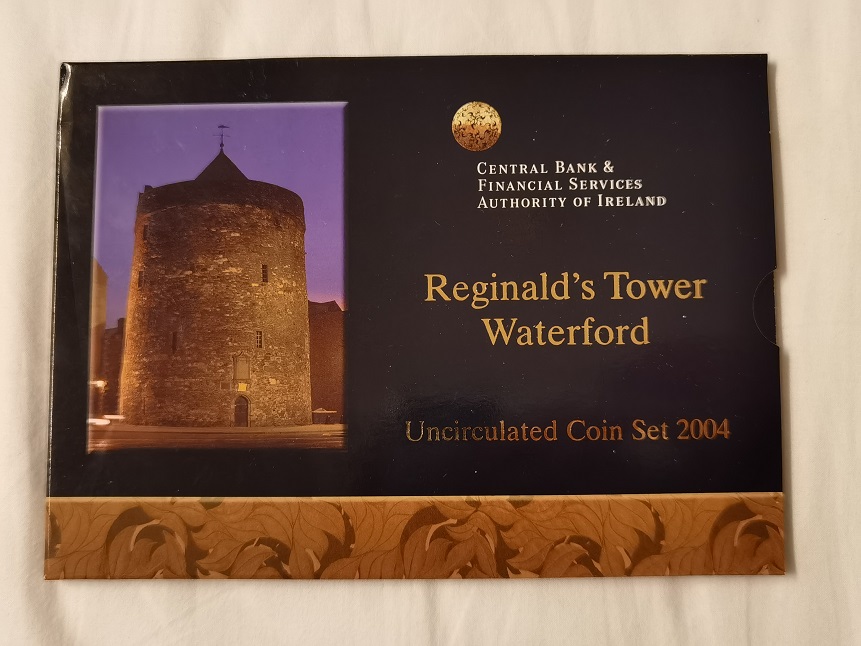 Central Bank &
Financial Services
Authority of Ireland
Reginald's Tower
Waterford
Uncirculated Coin Set 2004